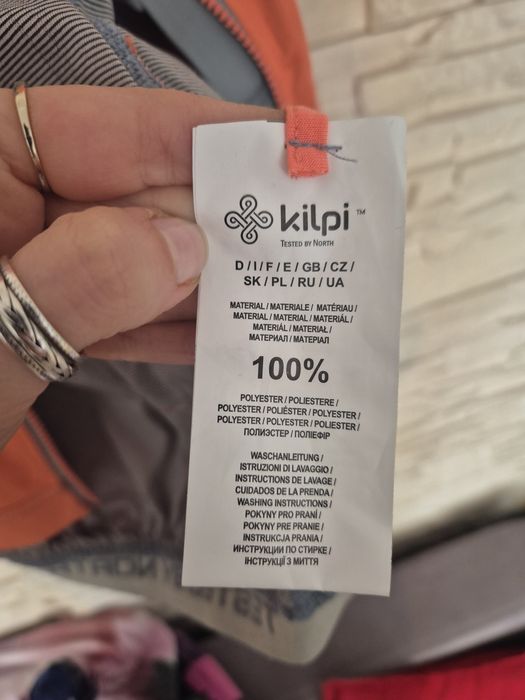 kilpi™
TESTED BY NORTH
D / I / F / E / GB / CZ /
SK / PL / RU / UA
MATERIAL / MATERIALE / MATÉRIAU /
MATERIAL / MATERIAL / MATERIÁL /
MATERIÁL / MATERIAŁ /
МАТЕРИАЛ / МАТЕРІАЛ
100%
POLYESTER / POLIESTERE /
POLYESTER / POLIÉSTER / POLYESTER /
POLYESTER / POLYESTER / POLIESTER /
ПОЛИЭСТЕР / ПОЛІЕФІР
WASCHANLEITUNG /
ISTRUZIONI DI LAVAGGIO /
INSTRUCTIONS DE LAVAGE /
CUIDADOS DE LA PRENDA /
WASHING INSTRUCTIONS /
POKYNY PRO PRANÍ /
POKYNY PRE PRANIE /
INSTRUKCJA PRANIA /
ИНСТРУКЦИИ ПО СТИРКЕ /
ІНСТРУКЦІЇ З МИТТЯ